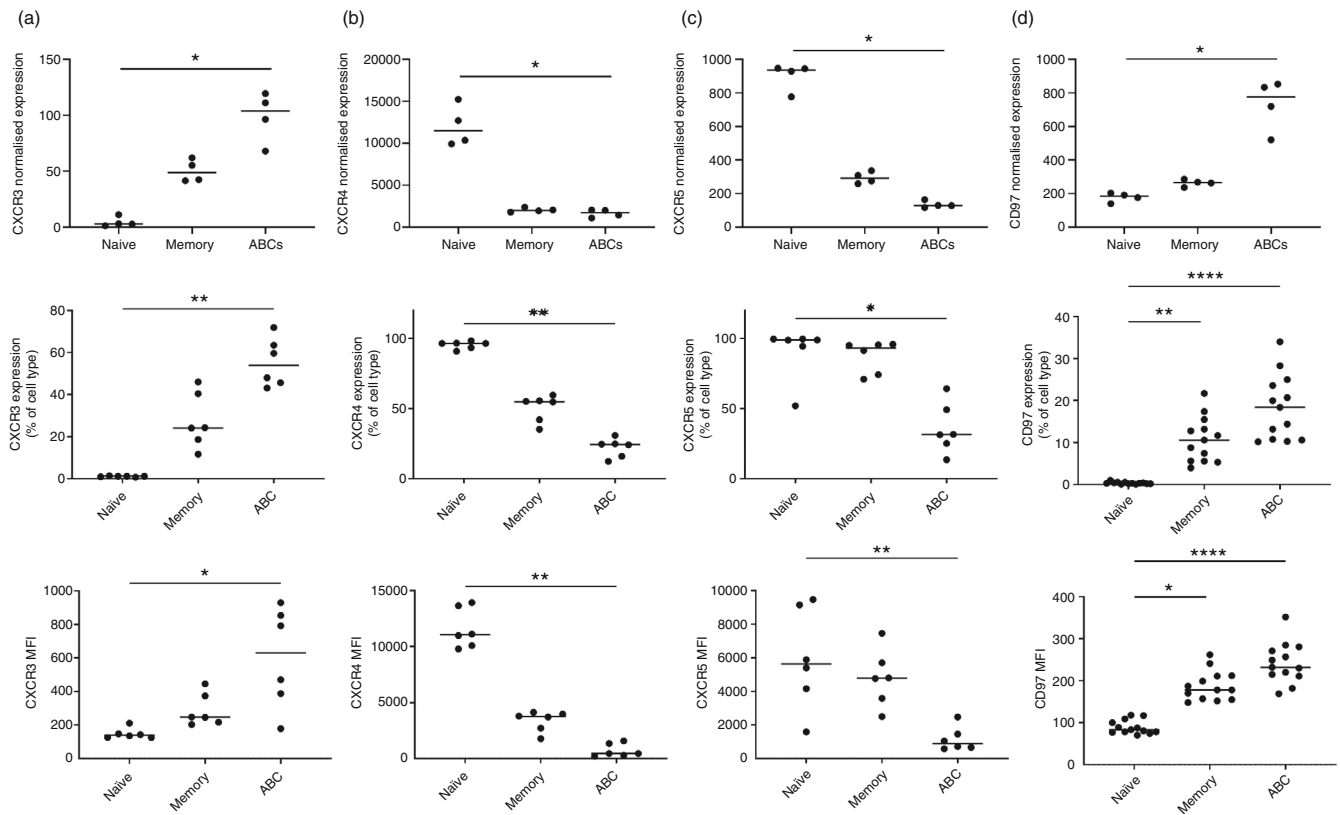 (a)
CXCR3 normalised expression
150
100
50
0
*
Naive Memory ABCs
CXCR3 expression
(% of cell type)
80
60
40
20
0
**
Naïve Memory ABC
CXCR3 MFI
1000
800
600
400
200
0
*
Naïve Memory ABC
(b)
CXCR4 normalised expression
20000
15000
10000
5000
0
*
Naive Memory ABCs
CXCR4 expression
(% of cell type)
100
50
0
**
Naïve Memory ABC
CXCR4 MFI
15000
10000
5000
0
**
Naïve Memory ABC
(c)
CXCR5 normalised expression
1000
800
600
400
200
0
*
Naive Memory ABCs
CXCR5 expression
(% of cell type)
100
50
0
*
Naïve Memory ABC
CXCR5 MFI
10000
8000
6000
4000
2000
0
**
Naïve Memory ABC
(d)
CD97 normalised expression
1000
800
600
400
200
0
*
Naive Memory ABCs
CD97 expression
(% of cell type)
40
30
20
10
0
****
**
Naïve Memory ABC
CD97 MFI
400
300
200
100
0
****
*
Naïve Memory ABC